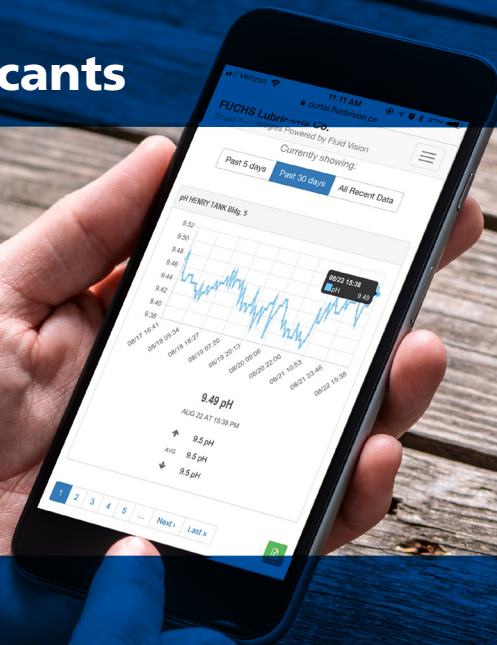 cants
Verizon
11:11 AM
portal.fluidvision.co
FUCHS Lubricants Co.
Smart Technologies Powered by Fluid Vision
Currently showing:
Past 5 days
Past 30 days
All Recent Data
pH HENRY TANK Bldg. 5
9.52
9.50
9.48
9.46
9.44
9.42
9.40
9.38
08/22 15:38
pH 9.49
08/17 16:41
08/18 05:34
08/18 18:27
08/19 07:20
08/19 20:13
08/20 09:06
08/20 22:00
08/21 10:53
08/21 23:46
08/22 15:38
9.49 pH
AUG 22 AT 15:38 PM
9.5 pH
AVG 9.5 pH
9.5 pH
1 2 3 4 5 ... Next › Last »